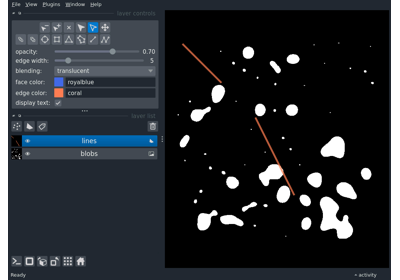 File View Plugins Window Help
layer controls
opacity: 0.70
edge width: 5
blending: translucent
face color: royalblue
edge color: coral
display text:
layer list
lines
blobs
Ready
activity